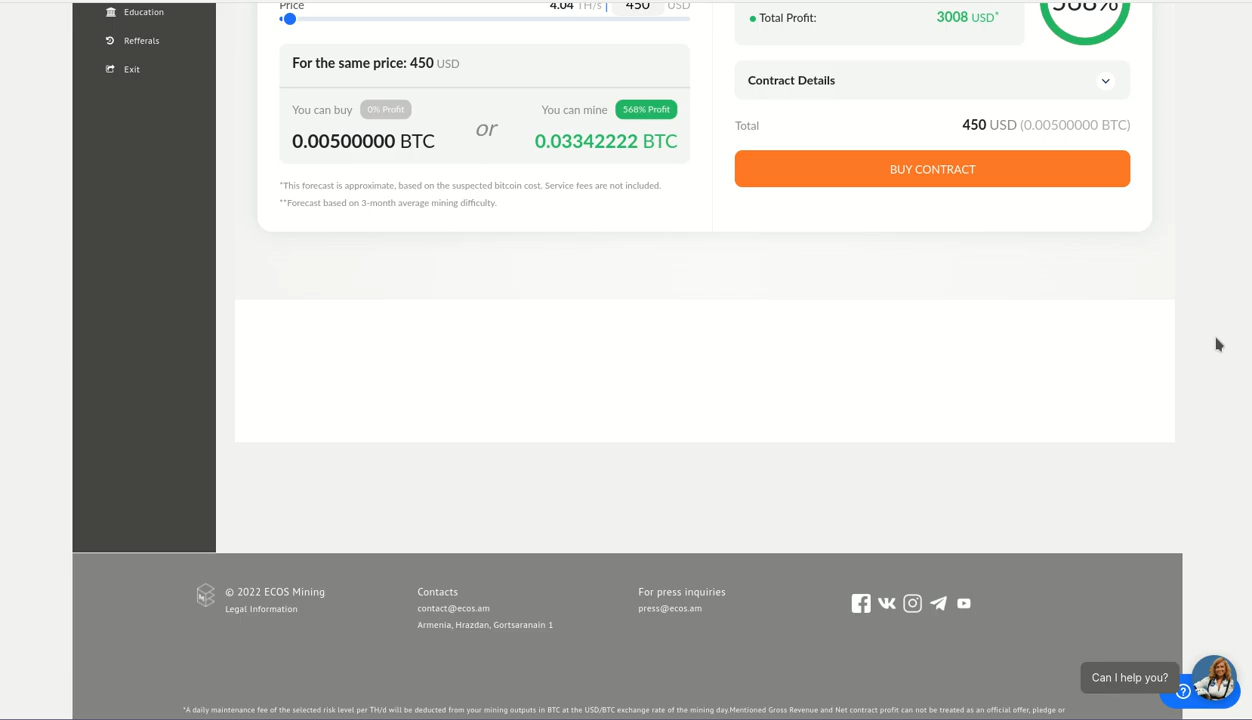 Education
Refferals
Exit
Price 4.04 TH/s | 450 USD
For the same price: 450 USD
You can buy 0% Profit
0.00500000 BTC
or
You can mine 568% Profit
0.03342222 BTC
*This forecast is approximate, based on the suspected bitcoin cost. Service fees are not included.
**Forecast based on 3-month average mining difficulty.
Total Profit: 3008 USD*
568%
Contract Details
Total 450 USD (0.00500000 BTC)
BUY CONTRACT
© 2022 ECOS Mining
Legal Information
Contacts
contact@ecos.am
Armenia, Hrazdan, Gortsaranain 1
For press inquiries
press@ecos.am
Can I help you?
*A daily maintenance fee of the selected risk level per TH/d will be deducted from your mining outputs in BTC at the USD/BTC exchange rate of the mining day.Mentioned Gross Revenue and Net contract profit can not be treated as an official offer, pledge or